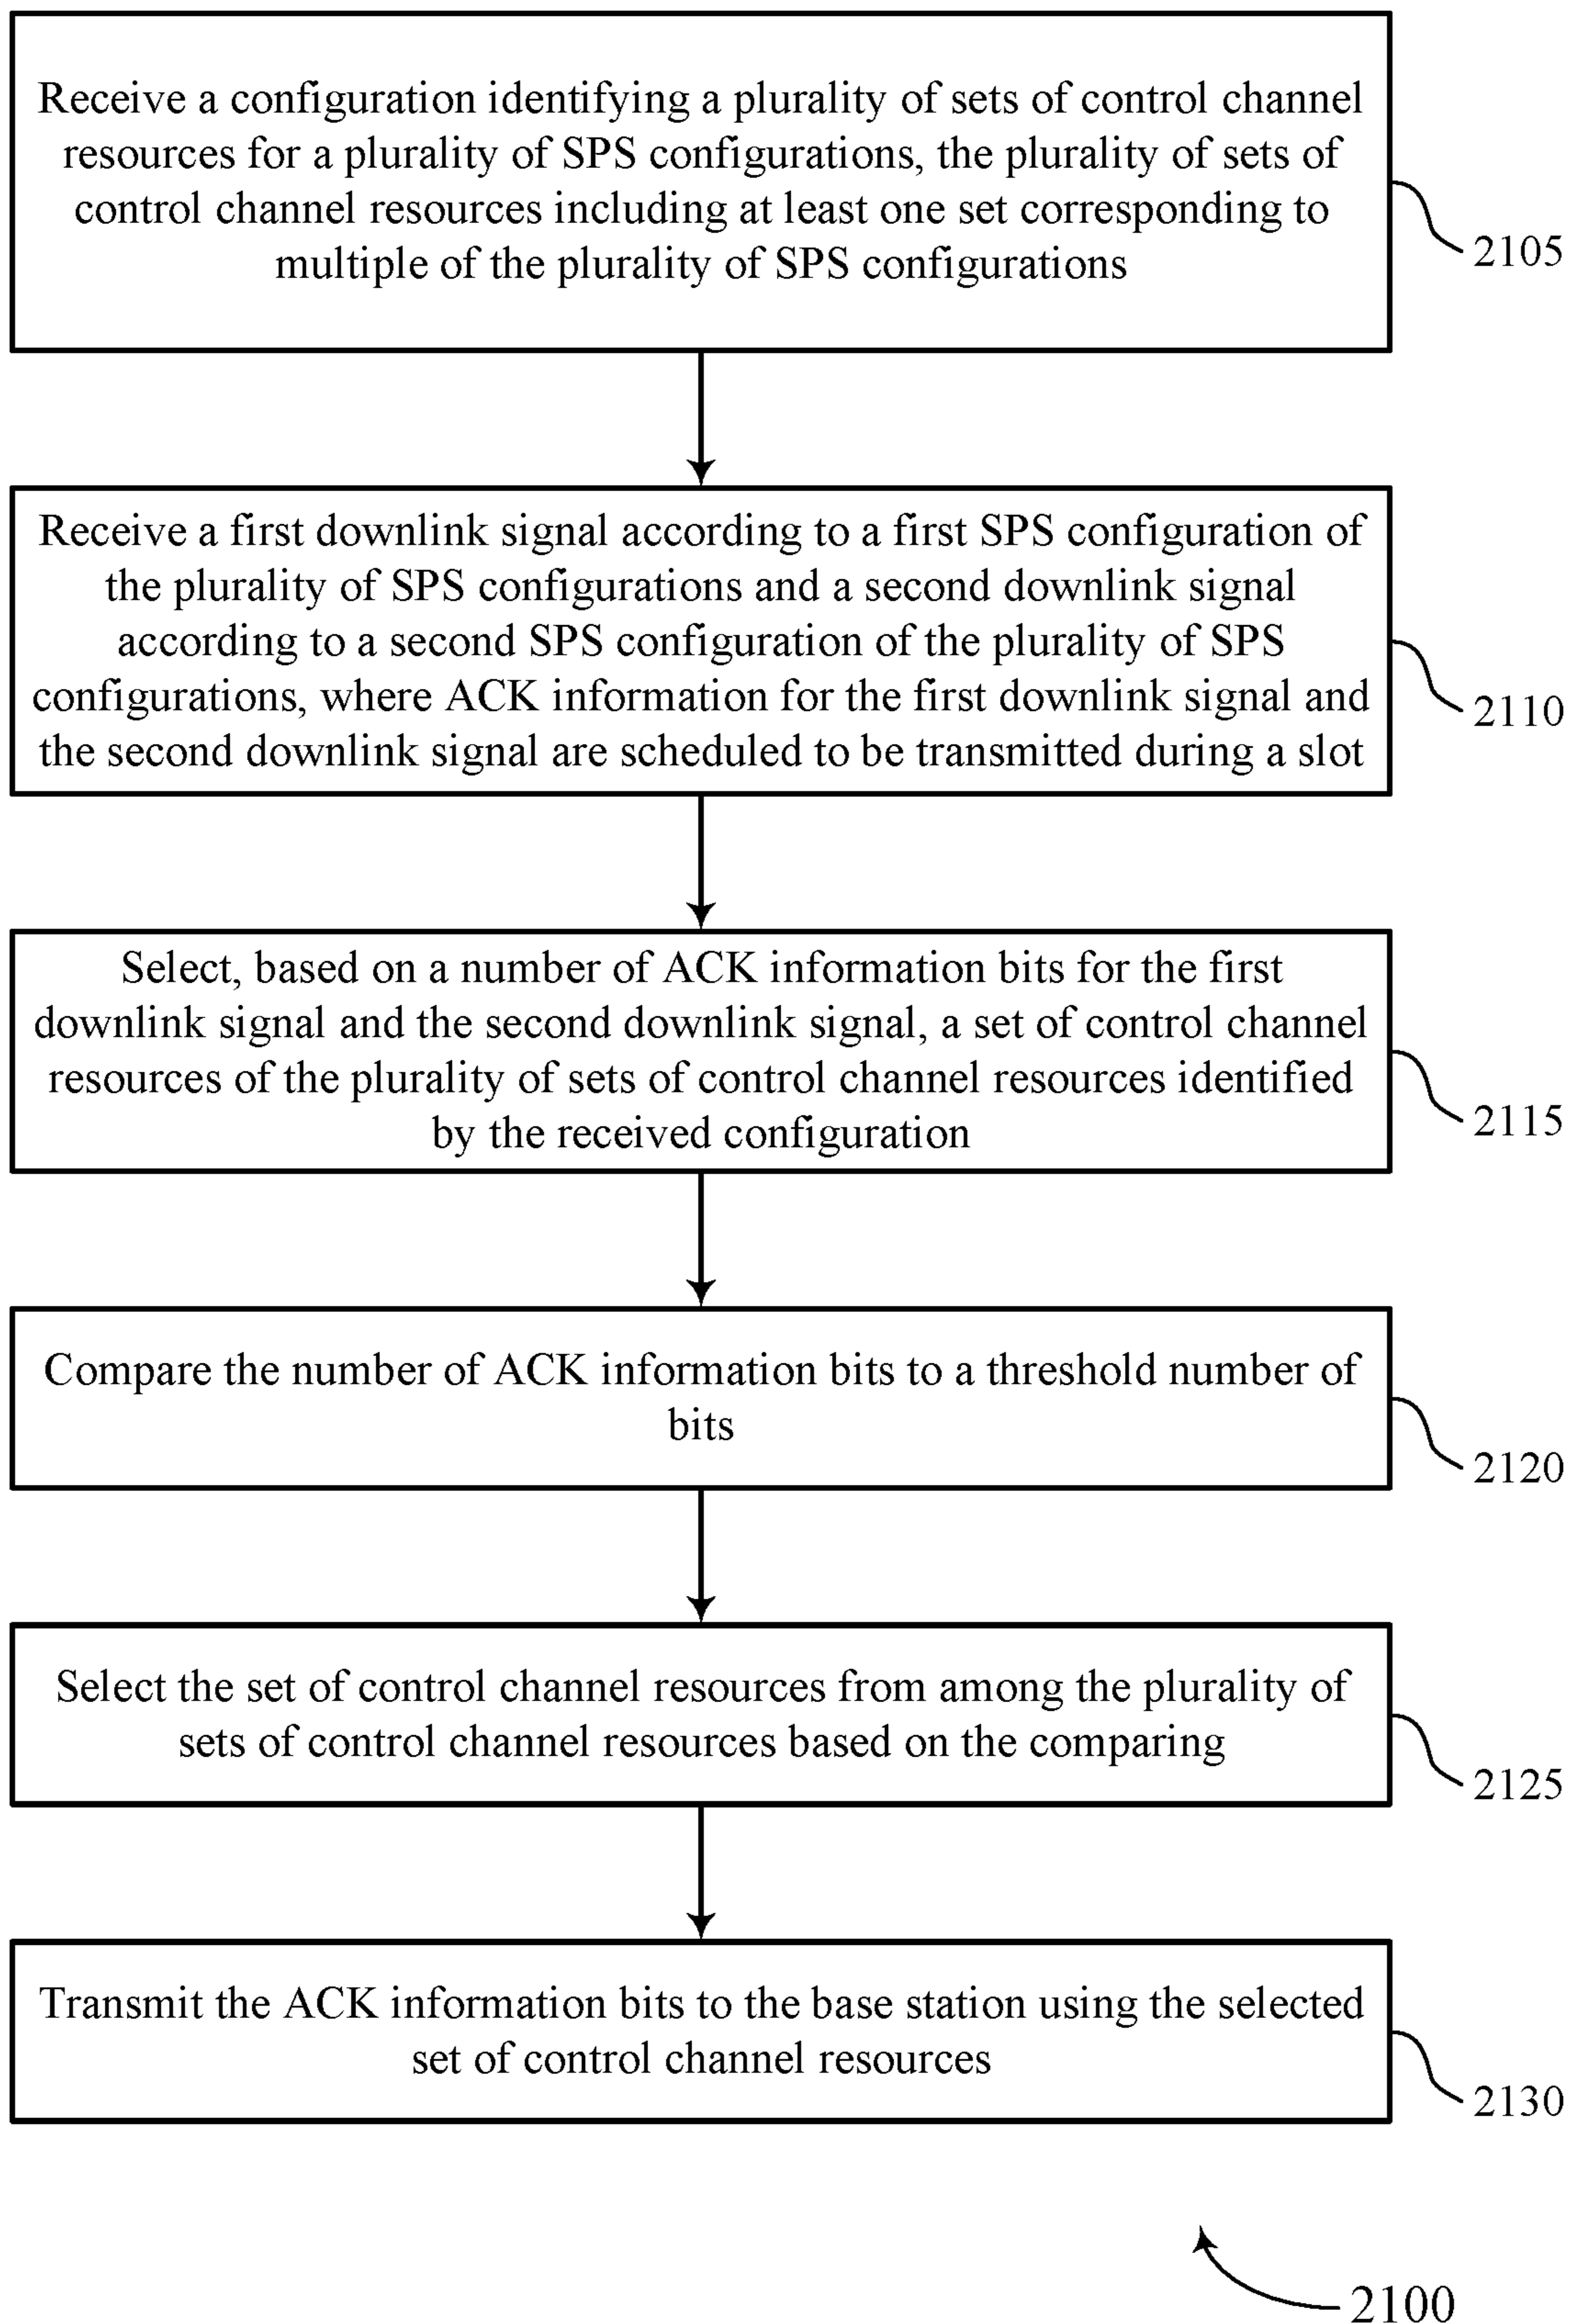 Receive a configuration identifying a plurality of sets of control channel
resources for a plurality of SPS configurations, the plurality of sets of
control channel resources including at least one set corresponding to
multiple of the plurality of SPS configurations
2105
Receive a first downlink signal according to a first SPS configuration of
the plurality of SPS configurations and a second downlink signal
according to a second SPS configuration of the plurality of SPS
configurations, where ACK information for the first downlink signal and
the second downlink signal are scheduled to be transmitted during a slot
2110
Select, based on a number of ACK information bits for the first
downlink signal and the second downlink signal, a set of control channel
resources of the plurality of sets of control channel resources identified
by the received configuration
2115
Compare the number of ACK information bits to a threshold number of
bits
2120
Select the set of control channel resources from among the plurality of
sets of control channel resources based on the comparing
2125
Transmit the ACK information bits to the base station using the selected
set of control channel resources
2130
2100